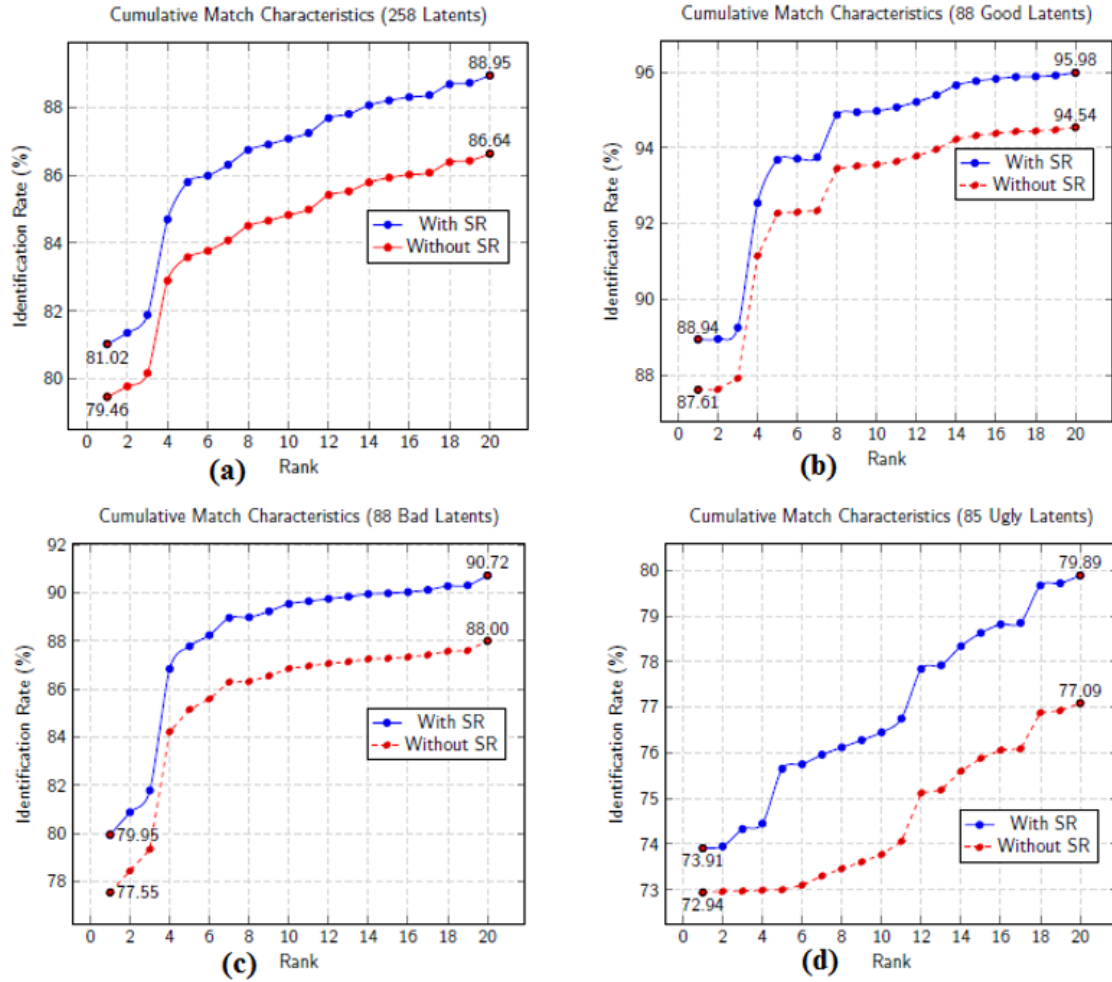 Cumulative Match Characteristics (258 Latents)
88.95
88
86.64
86
84
82
80
81.02
79.46
Identification Rate (%)
With SR
Without SR
0 2 4 6 8 10 12 14 16 18 20
Rank
(a)
Cumulative Match Characteristics (88 Good Latents)
96
95.98
94.54
94
92
90
88
88.94
87.61
Identification Rate (%)
With SR
Without SR
0 2 4 6 8 10 12 14 16 18 20
Rank
(b)
Cumulative Match Characteristics (88 Bad Latents)
92
90.72
90
88.00
88
86
84
82
80
78
79.95
77.55
Identification Rate (%)
With SR
Without SR
0 2 4 6 8 10 12 14 16 18 20
Rank
(c)
Cumulative Match Characteristics (85 Ugly Latents)
80
79.89
79
78
77
77.09
76
75
74
73
73.91
72.94
Identification Rate (%)
With SR
Without SR
0 2 4 6 8 10 12 14 16 18 20
Rank
(d)